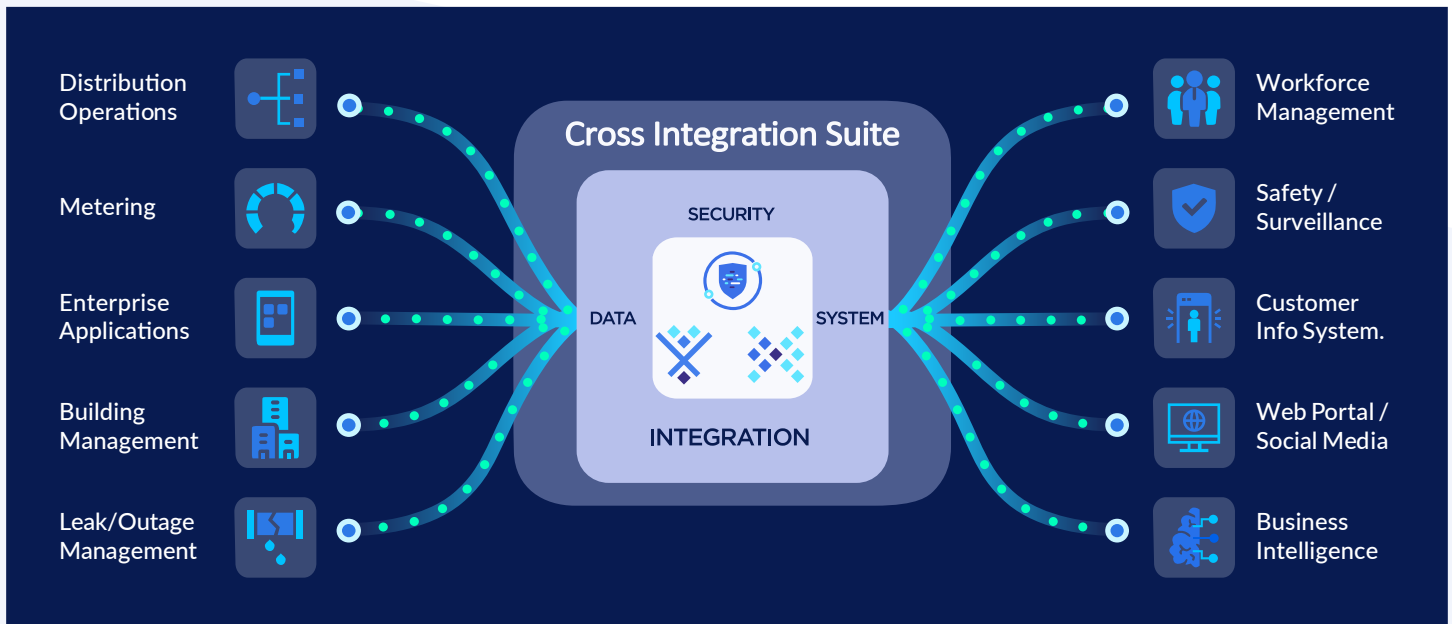 Distribution
Operations
Metering
Enterprise
Applications
Building
Management
Leak/Outage
Management
Cross Integration Suite
SECURITY
DATA
SYSTEM
INTEGRATION
Workforce
Management
Safety /
Surveillance
Customer
Info System.
Web Portal /
Social Media
Business
Intelligence